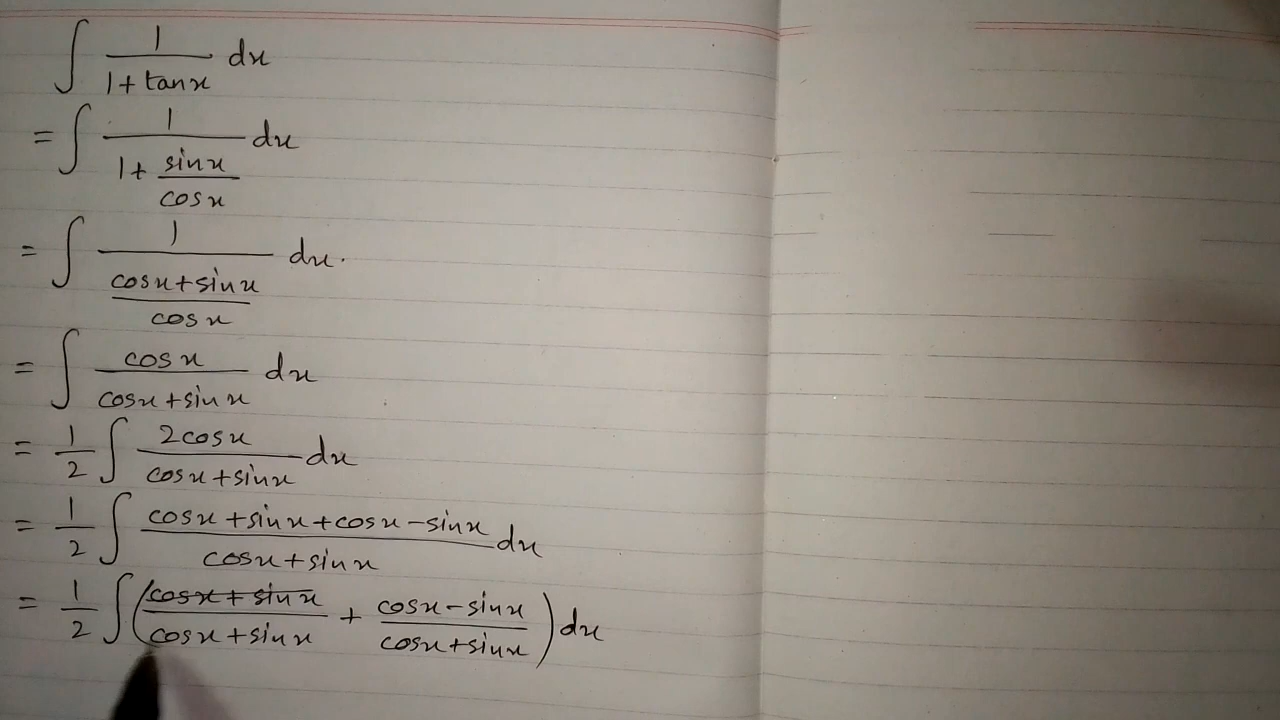 ∫ 1/(1+tanx) dx
= ∫ 1/(1+ sinx/cosx) dx
= ∫ 1/((cosx+sinx)/cosx) dx.
= ∫ cosx/(cosx+sinx) dx
= 1/2 ∫ 2cosx/(cosx+sinx) dx
= 1/2 ∫ (cosx+sinx+cosx-sinx)/(cosx+sinx) dx
= 1/2 ∫ ((cosx+sinx)/(cosx+sinx) + (cosx-sinx)/(cosx+sinx)) dx